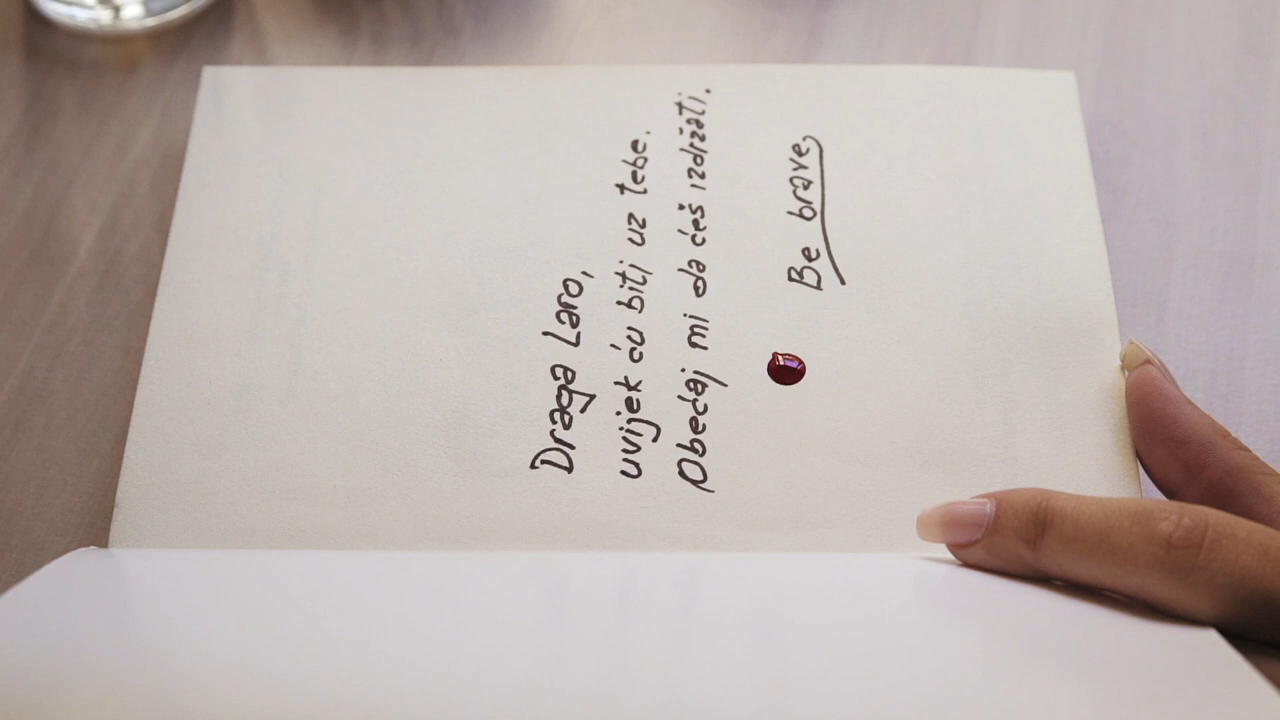 Draga Laro,
uvijek ću biti uz tebe.
Obećaj mi da ćeš izdržati.
Be brave,